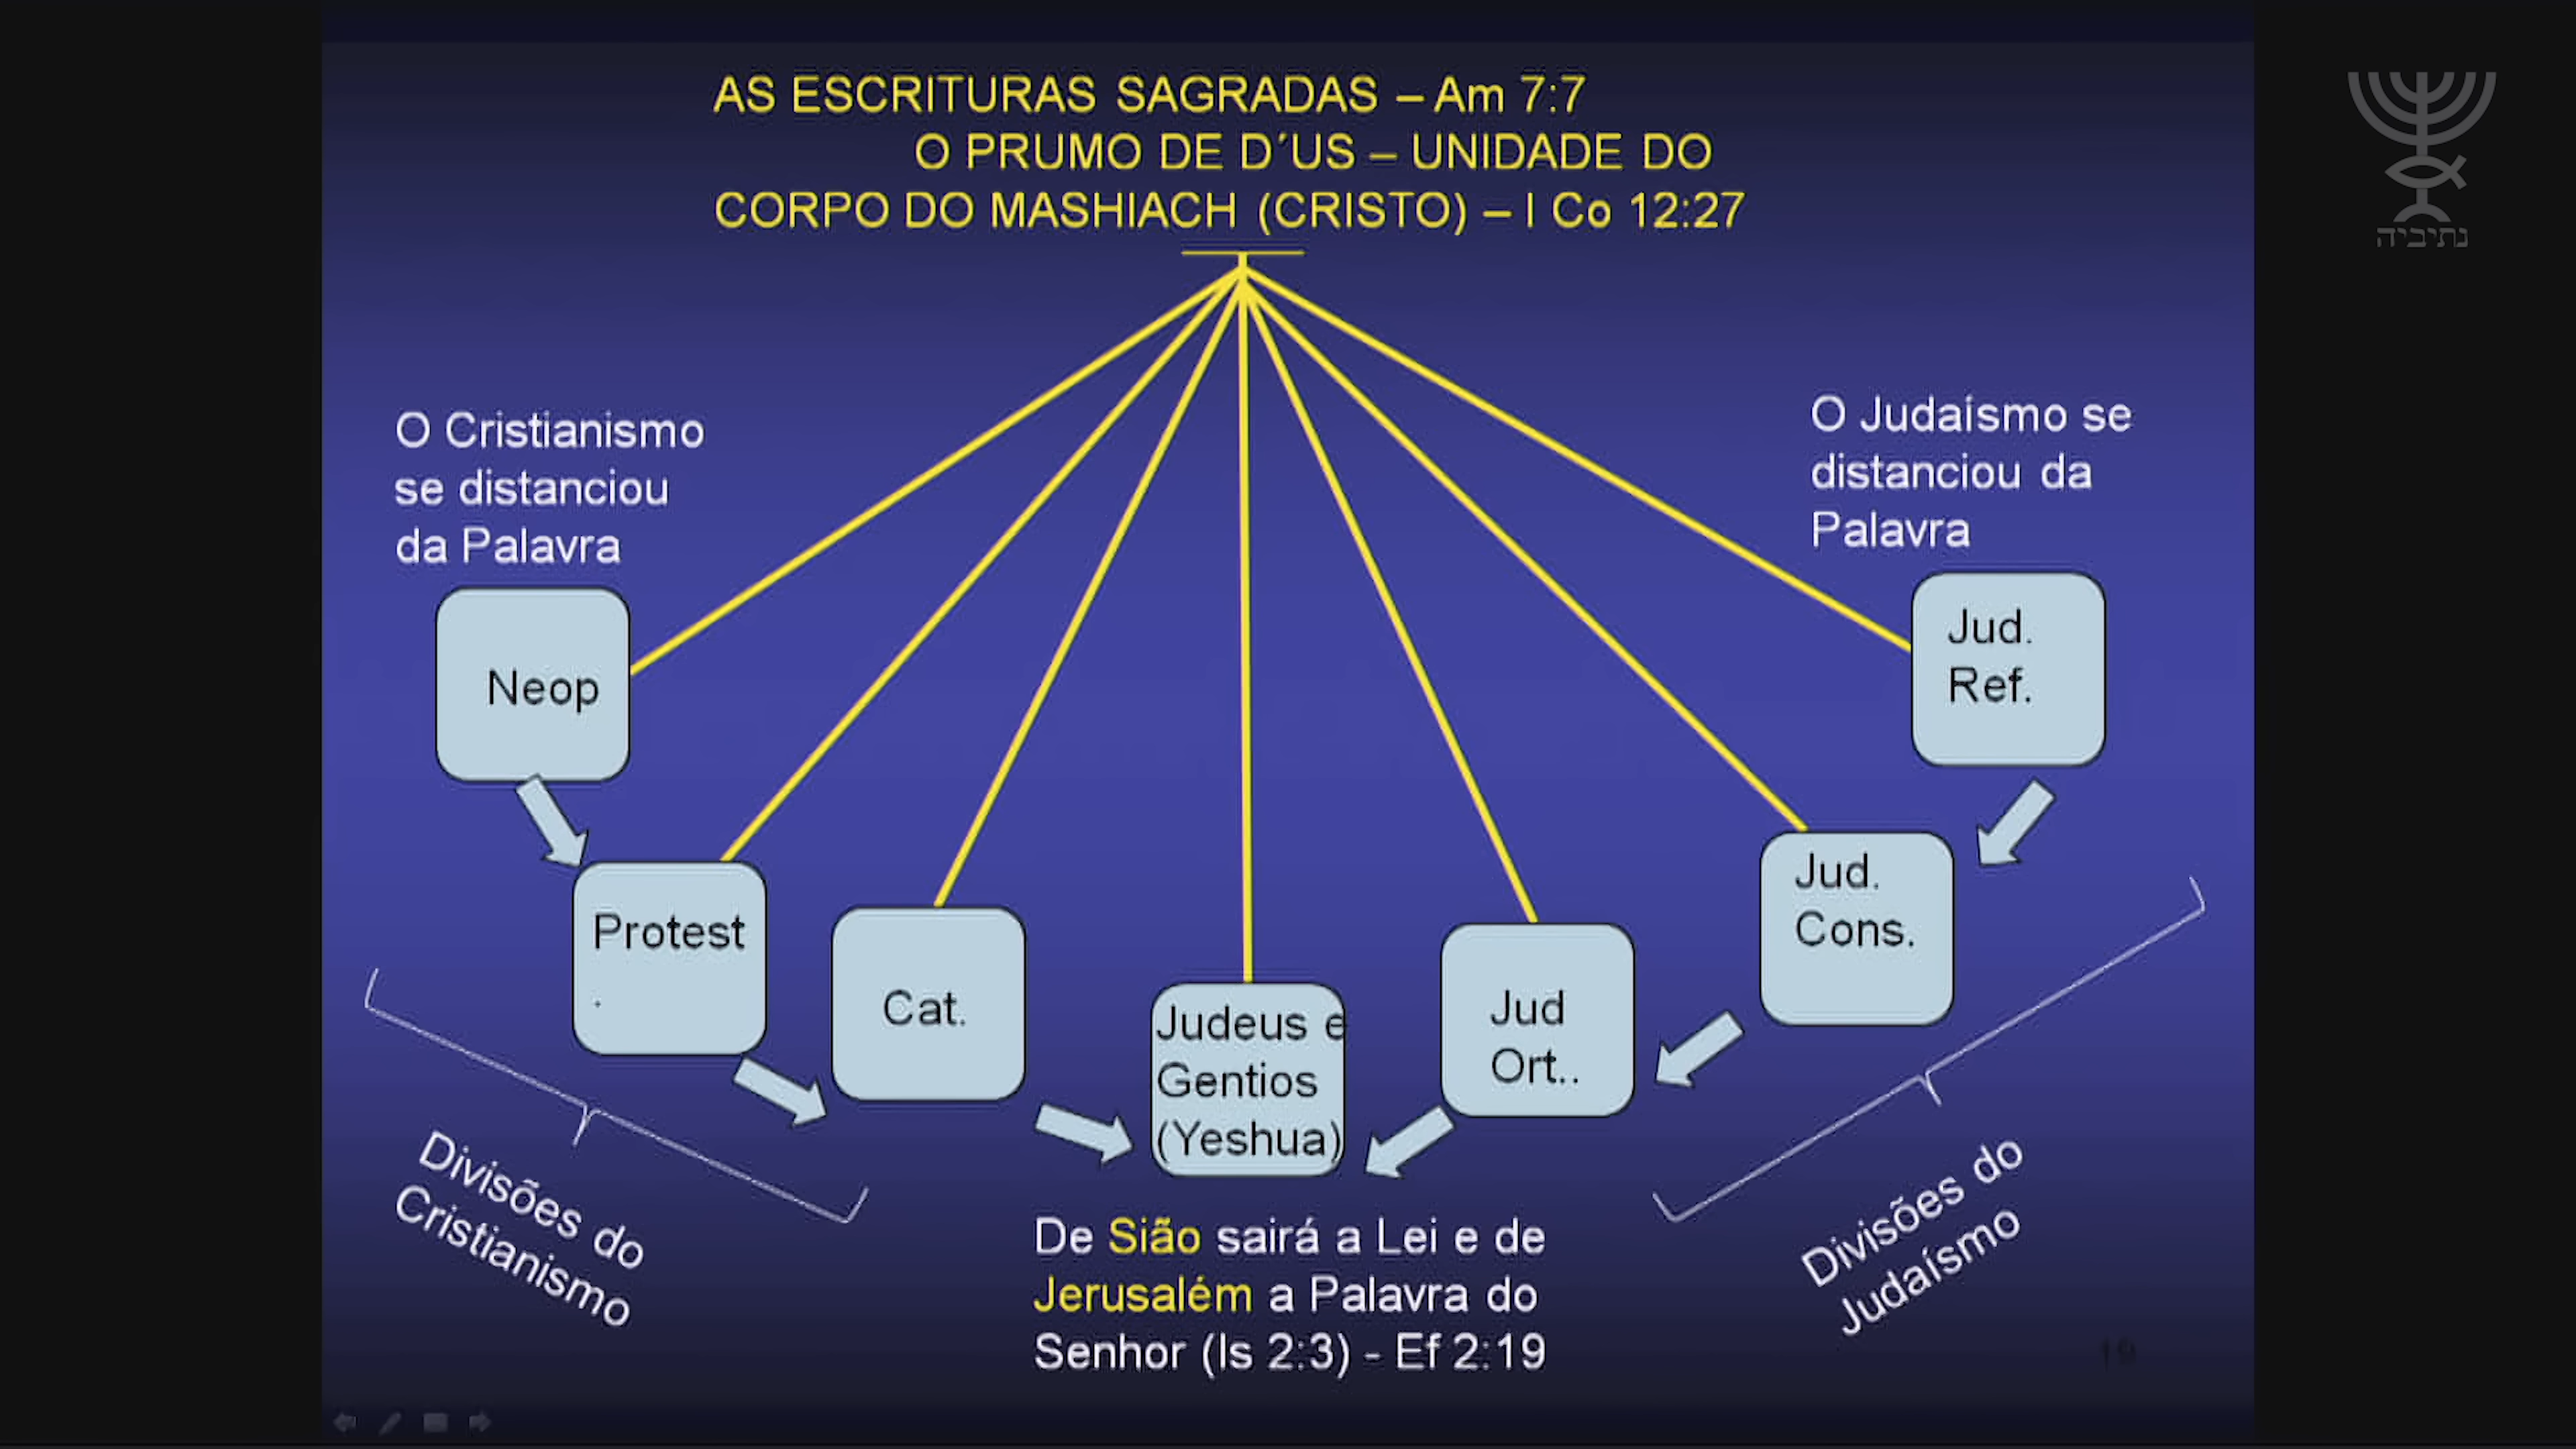 AS ESCRITURAS SAGRADAS – Am 7:7
O PRUMO DE D´US – UNIDADE DO
CORPO DO MASHIACH (CRISTO) – I Co 12:27
נתיביה
O Cristianismo
se distanciou
da Palavra
O Judaísmo se
distanciou da
Palavra
Neop
Jud.
Ref.
Protest
.
Cat.
Judeus e
Gentios
(Yeshua)
Jud
Ort..
Jud.
Cons.
Divisões do
Cristianismo
De Sião sairá a Lei e de
Jerusalém a Palavra do
Senhor (Is 2:3) - Ef 2:19
Divisões do
Judaísmo
19